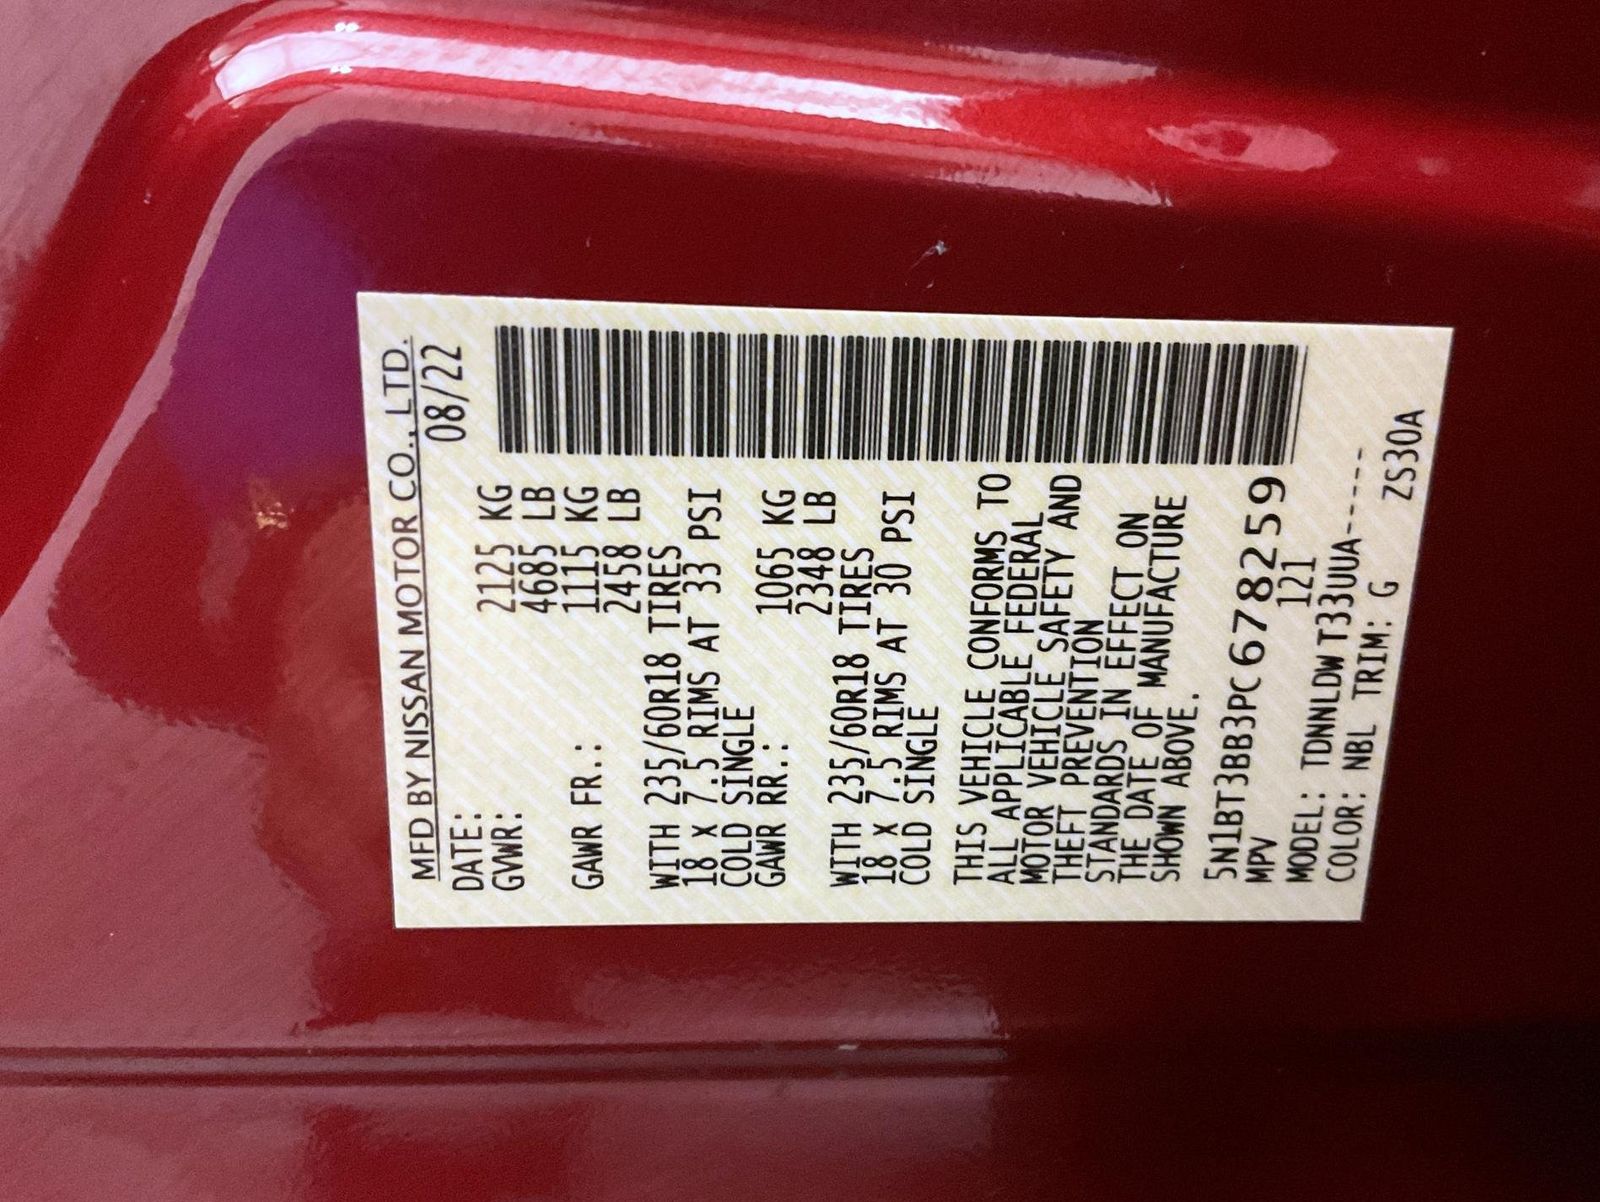 MFD BY NISSAN MOTOR CO., LTD.
DATE: 08/22
GVWR: 2125 KG
4685 LB
GAWR FR.: 1115 KG
2458 LB
WITH 235/60R18 TIRES
18 X 7.5 RIMS AT 33 PSI
COLD SINGLE
GAWR RR.: 1065 KG
2348 LB
WITH 235/60R18 TIRES
18 X 7.5 RIMS AT 30 PSI
COLD SINGLE
THIS VEHICLE CONFORMS TO
ALL APPLICABLE FEDERAL
MOTOR VEHICLE SAFETY AND
THEFT PREVENTION
STANDARDS IN EFFECT ON
THE DATE OF MANUFACTURE
SHOWN ABOVE.
5N1BT3BB3PC678259
MPV 121
MODEL: TDNNLDWT33UUA-----
COLOR: NBL TRIM: G ZS30A